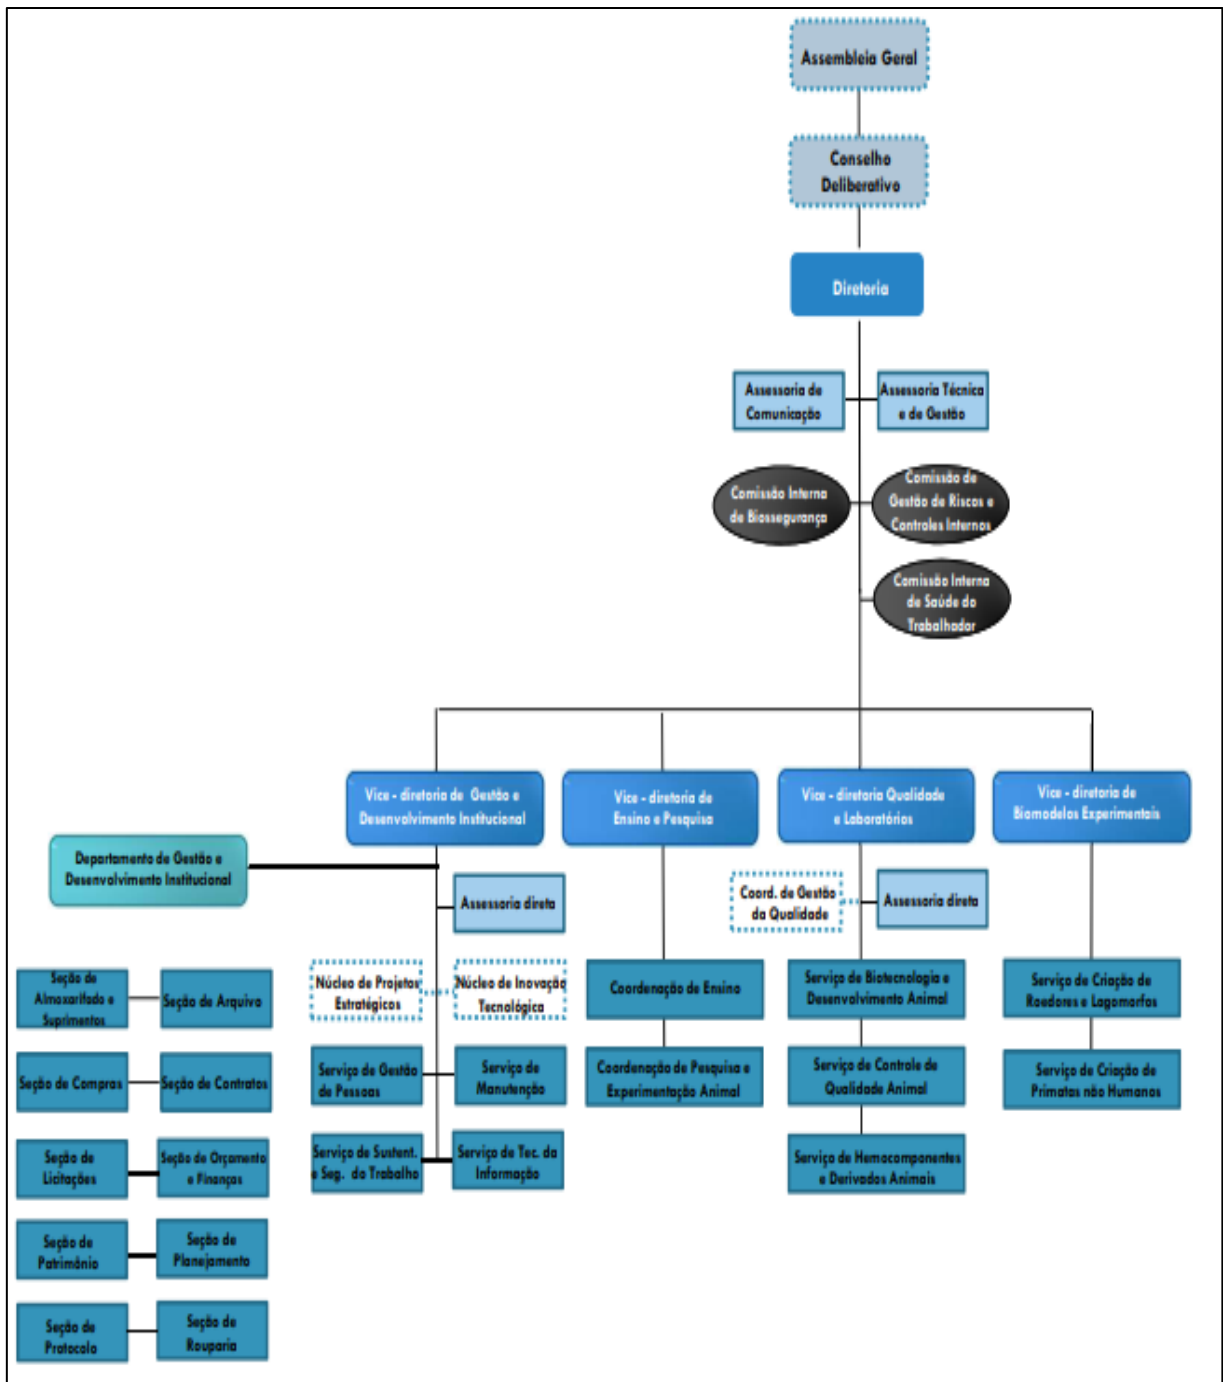 Assembleia Geral
Conselho
Deliberativo
Diretoria
Assessoria de
Comunicação
Assessoria Técnica
e de Gestão
Comissão Interna
de Biossegurança
Comissão de
Gestão de Riscos e
Controles Internos
Comissão Interna
de Saúde do
Trabalhador
Vice - diretoria de Gestão e
Desenvolvimento Institucional
Vice - diretoria de
Ensino e Pesquisa
Vice - diretoria Qualidade
e Laboratórios
Vice - diretoria de
Biomodelos Experimentais
Departamento de Gestão e
Desenvolvimento Institucional
Assessoria direta
Coord. de Gestão
da Qualidade
Assessoria direta
Seção de
Almoxarifado e
Suprimentos
Seção de Arquivo
Núcleo de Projetos
Estratégicos
Núcleo de Inovação
Tecnológica
Coordenação de Ensino
Serviço de Biotecnologia e
Desenvolvimento Animal
Serviço de Criação de
Roedores e Lagomorfos
Seção de Compras
Seção de Contratos
Serviço de Gestão
de Pessoas
Serviço de
Manutenção
Coordenação de Pesquisa e
Experimentação Animal
Serviço de Controle de
Qualidade Animal
Serviço de Criação de
Primatas não Humanos
Seção de
Licitações
Seção de Orçamento
e Finanças
Serviço de Sustent.
e Seg. do Trabalho
Serviço de Tec. da
Informação
Serviço de Hemocomponentes
e Derivados Animais
Seção de
Patrimônio
Seção de
Planejamento
Seção de
Protocolo
Seção de
Rouparia